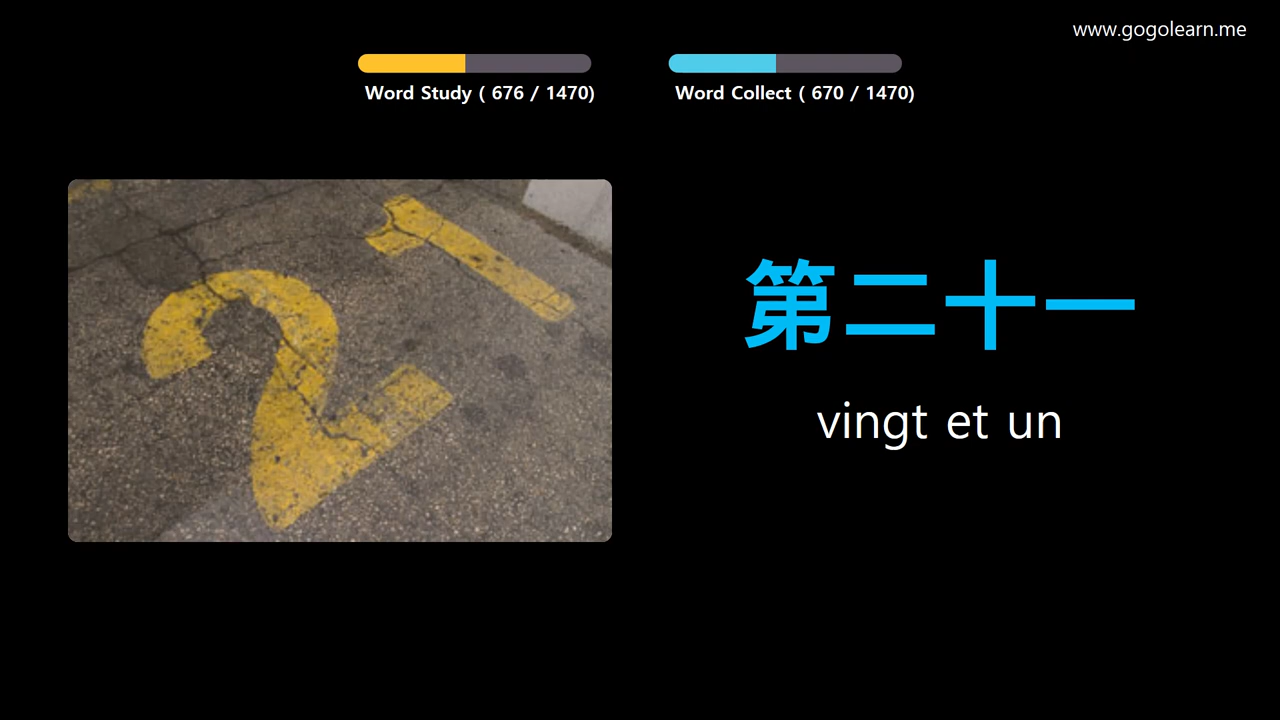 www.gogolearn.me
Word Study ( 676 / 1470)
Word Collect ( 670 / 1470)
21
第二十一
vingt et un